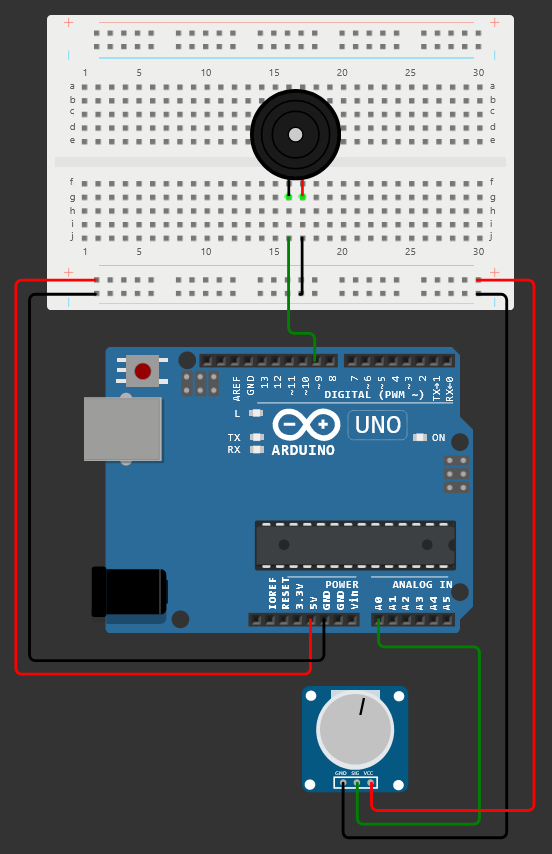 + +
1 5 10 15 20 25 30
a a
b b
c c
d d
e e
f f
g g
h h
i i
j j
1 5 10 15 20 25 30
+ +
AREF GND 13 12 ~11 ~10 ~9 8 7 ~6 ~5 4 ~3 2 TX→1 RX←0
DIGITAL (PWM ~)
L
UNO
TX
RX
ON
ARDUINO
POWER
ANALOG IN
IOREF RESET 3.3V 5V GND GND Vin A0 A1 A2 A3 A4 A5
GND SIG VCC